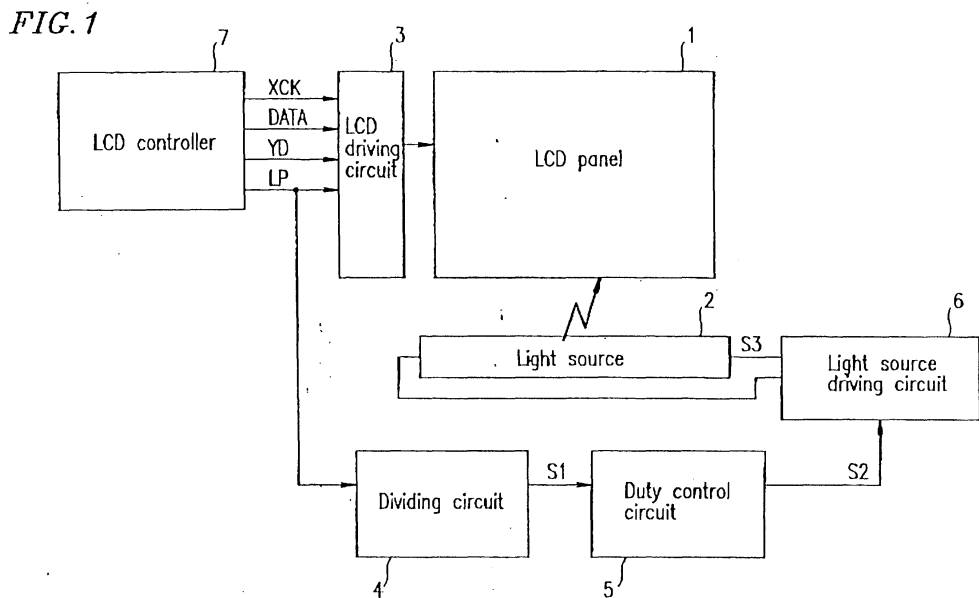 FIG. 1
7
3
1
XCK
DATA
YD
LP
LCD controller
LCD
driving
circuit
LCD panel
2
6
Light source
S3
Light source
driving circuit
S1
S2
Dividing circuit
Duty control
circuit
4
5